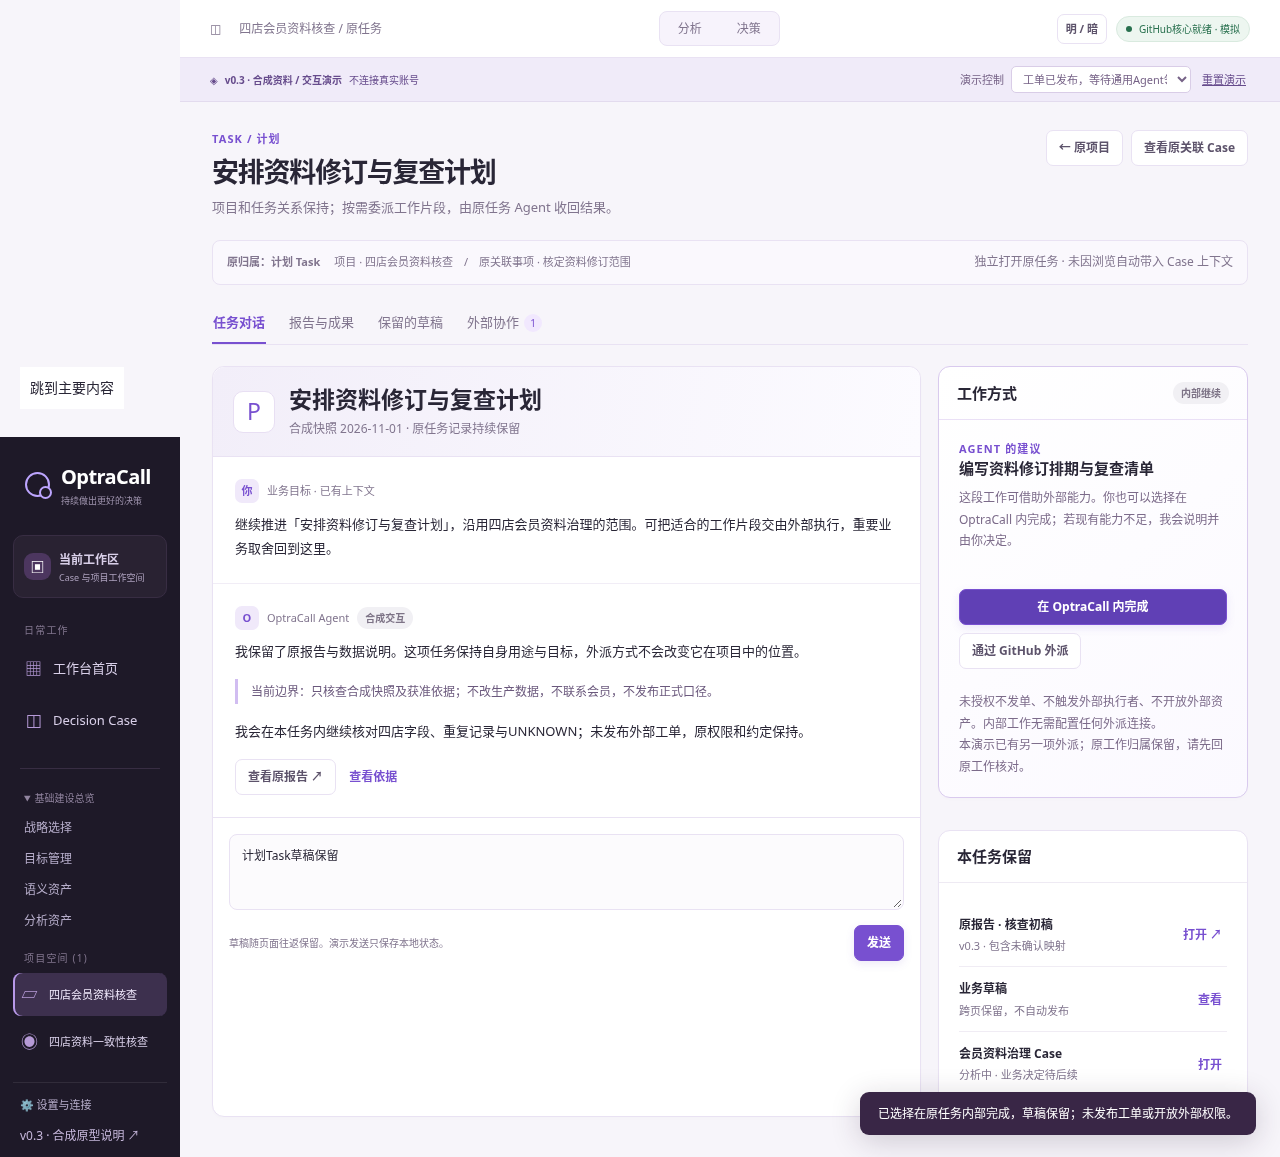 四店会员资料核查 / 原任务
分析
决策
明 / 暗
GitHub核心就绪 · 模拟
v0.3 · 合成资料 / 交互演示 不连接真实账号
演示控制
工单已发布，等待通用Agent
重置演示
TASK / 计划
安排资料修订与复查计划
项目和任务关系保持；按需委派工作片段，由原任务 Agent 收回结果。
← 原项目
查看原关联 Case
原归属：计划 Task 项目 · 四店会员资料核查 / 原关联事项 · 核定资料修订范围
独立打开原任务 · 未因浏览自动带入 Case 上下文
任务对话
报告与成果
保留的草稿
外部协作 1
跳到主要内容
OptraCall
持续做出更好的决策
当前工作区
Case 与项目工作空间
日常工作
工作台首页
Decision Case
▼ 基础建设总览
战略选择
目标管理
语义资产
分析资产
项目空间 (1)
四店会员资料核查
四店资料一致性核查
设置与连接
v0.3 · 合成原型说明 ↗
P
安排资料修订与复查计划
合成快照 2026-11-01 · 原任务记录持续保留
你 业务目标 · 已有上下文
继续推进「安排资料修订与复查计划」，沿用四店会员资料治理的范围。可把适合的工作片段交由外部执行，重要业
务取舍回到这里。
O OptraCall Agent 合成交互
我保留了原报告与数据说明。这项任务保持自身用途与目标，外派方式不会改变它在项目中的位置。
当前边界：只核查合成快照及获准依据；不改生产数据，不联系会员，不发布正式口径。
我会在本任务内继续核对四店字段、重复记录与UNKNOWN；未发布外部工单，原权限和约定保持。
查看原报告 ↗
查看依据
计划Task草稿保留
草稿随页面往返保留。演示发送只保存本地状态。
发送
工作方式
内部继续
AGENT 的建议
编写资料修订排期与复查清单
这段工作可借助外部能力。你也可以选择在
OptraCall 内完成；若现有能力不足，我会说明并
由你决定。
在 OptraCall 内完成
通过 GitHub 外派
未授权不发单、不触发外部执行者、不开放外部资
产。内部工作无需配置任何外派连接。
本演示已有另一项外派；原工作归属保留，请先回
原工作核对。
本任务保留
原报告 · 核查初稿
v0.3 · 包含未确认映射
打开 ↗
业务草稿
跨页保留，不自动发布
查看
会员资料治理 Case
分析中 · 业务决定待后续
打开
已选择在原任务内部完成，草稿保留；未发布工单或开放外部权限。